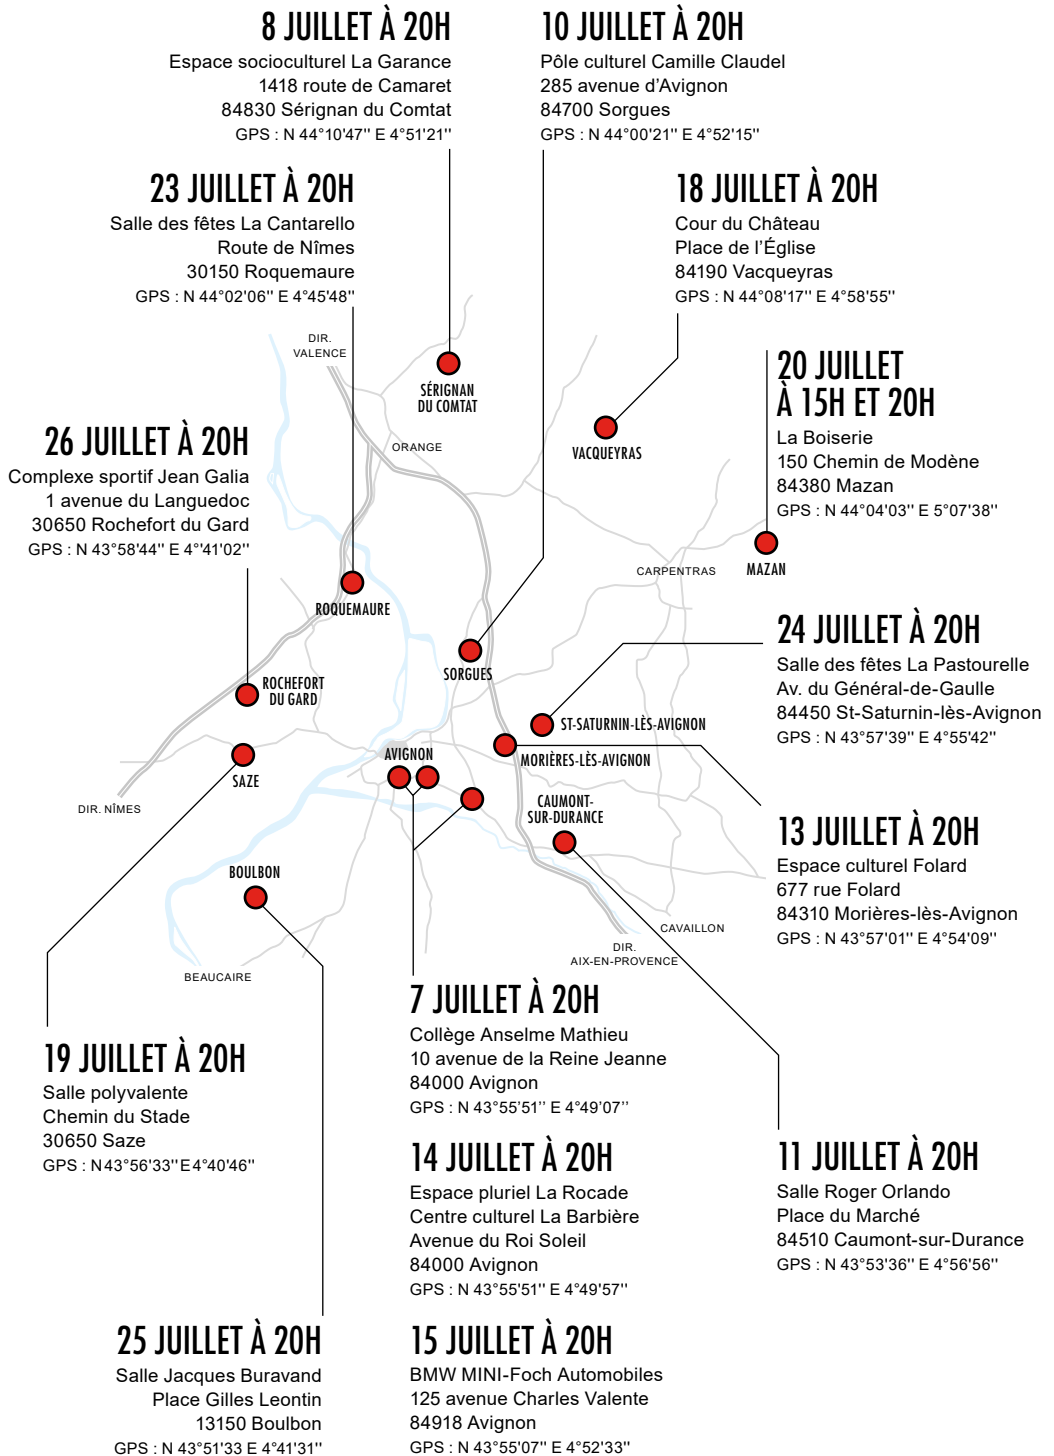 8 JUILLET À 20H
Espace socioculturel La Garance
1418 route de Camaret
84830 Sérignan du Comtat
GPS : N 44°10'47'' E 4°51'21''
10 JUILLET À 20H
Pôle culturel Camille Claudel
285 avenue d’Avignon
84700 Sorgues
GPS : N 44°00'21'' E 4°52'15''
23 JUILLET À 20H
Salle des fêtes La Cantarello
Route de Nîmes
30150 Roquemaure
GPS : N 44°02'06'' E 4°45'48''
18 JUILLET À 20H
Cour du Château
Place de l’Église
84190 Vacqueyras
GPS : N 44°08'17'' E 4°58'55''
DIR.
VALENCE
SÉRIGNAN
DU COMTAT
20 JUILLET
À 15H ET 20H
La Boiserie
150 Chemin de Modène
84380 Mazan
GPS : N 44°04'03'' E 5°07'38''
26 JUILLET À 20H
Complexe sportif Jean Galia
1 avenue du Languedoc
30650 Rochefort du Gard
GPS : N 43°58'44'' E 4°'41'02''
ORANGE
VACQUEYRAS
CARPENTRAS
MAZAN
ROQUEMAURE
SORGUES
24 JUILLET À 20H
Salle des fêtes La Pastourelle
Av. du Général-de-Gaulle
84450 St-Saturnin-lès-Avignon
GPS : N 43°57'39'' E 4°55'42''
ROCHEFORT
DU GARD
ST-SATURNIN-LÈS-AVIGNON
AVIGNON
MORIÈRES-LÈS-AVIGNON
SAZE
DIR. NÎMES
CAUMONT-
SUR-DURANCE
13 JUILLET À 20H
Espace culturel Folard
677 rue Folard
84310 Morières-lès-Avignon
GPS : N 43°57'01'' E 4°54'09''
BOULBON
CAVAILLON
DIR.
AIX-EN-PROVENCE
BEAUCAIRE
7 JUILLET À 20H
Collège Anselme Mathieu
10 avenue de la Reine Jeanne
84000 Avignon
GPS : N 43°55’51’’ E 4°49’07’’
19 JUILLET À 20H
Salle polyvalente
Chemin du Stade
30650 Saze
GPS : N 43°56'33'' E 4°40'46''
14 JUILLET À 20H
Espace pluriel La Rocade
Centre culturel La Barbière
Avenue du Roi Soleil
84000 Avignon
GPS : N 43°55'51'' E 4°49'57''
11 JUILLET À 20H
Salle Roger Orlando
Place du Marché
84510 Caumont-sur-Durance
GPS : N 43°53'36'' E 4°56'56''
25 JUILLET À 20H
Salle Jacques Buravand
Place Gilles Leontin
13150 Boulbon
GPS : N 43°51'33 E 4°41'31''
15 JUILLET À 20H
BMW MINI-Foch Automobiles
125 avenue Charles Valente
84918 Avignon
GPS : N 43°55'07'' E 4°52'33''